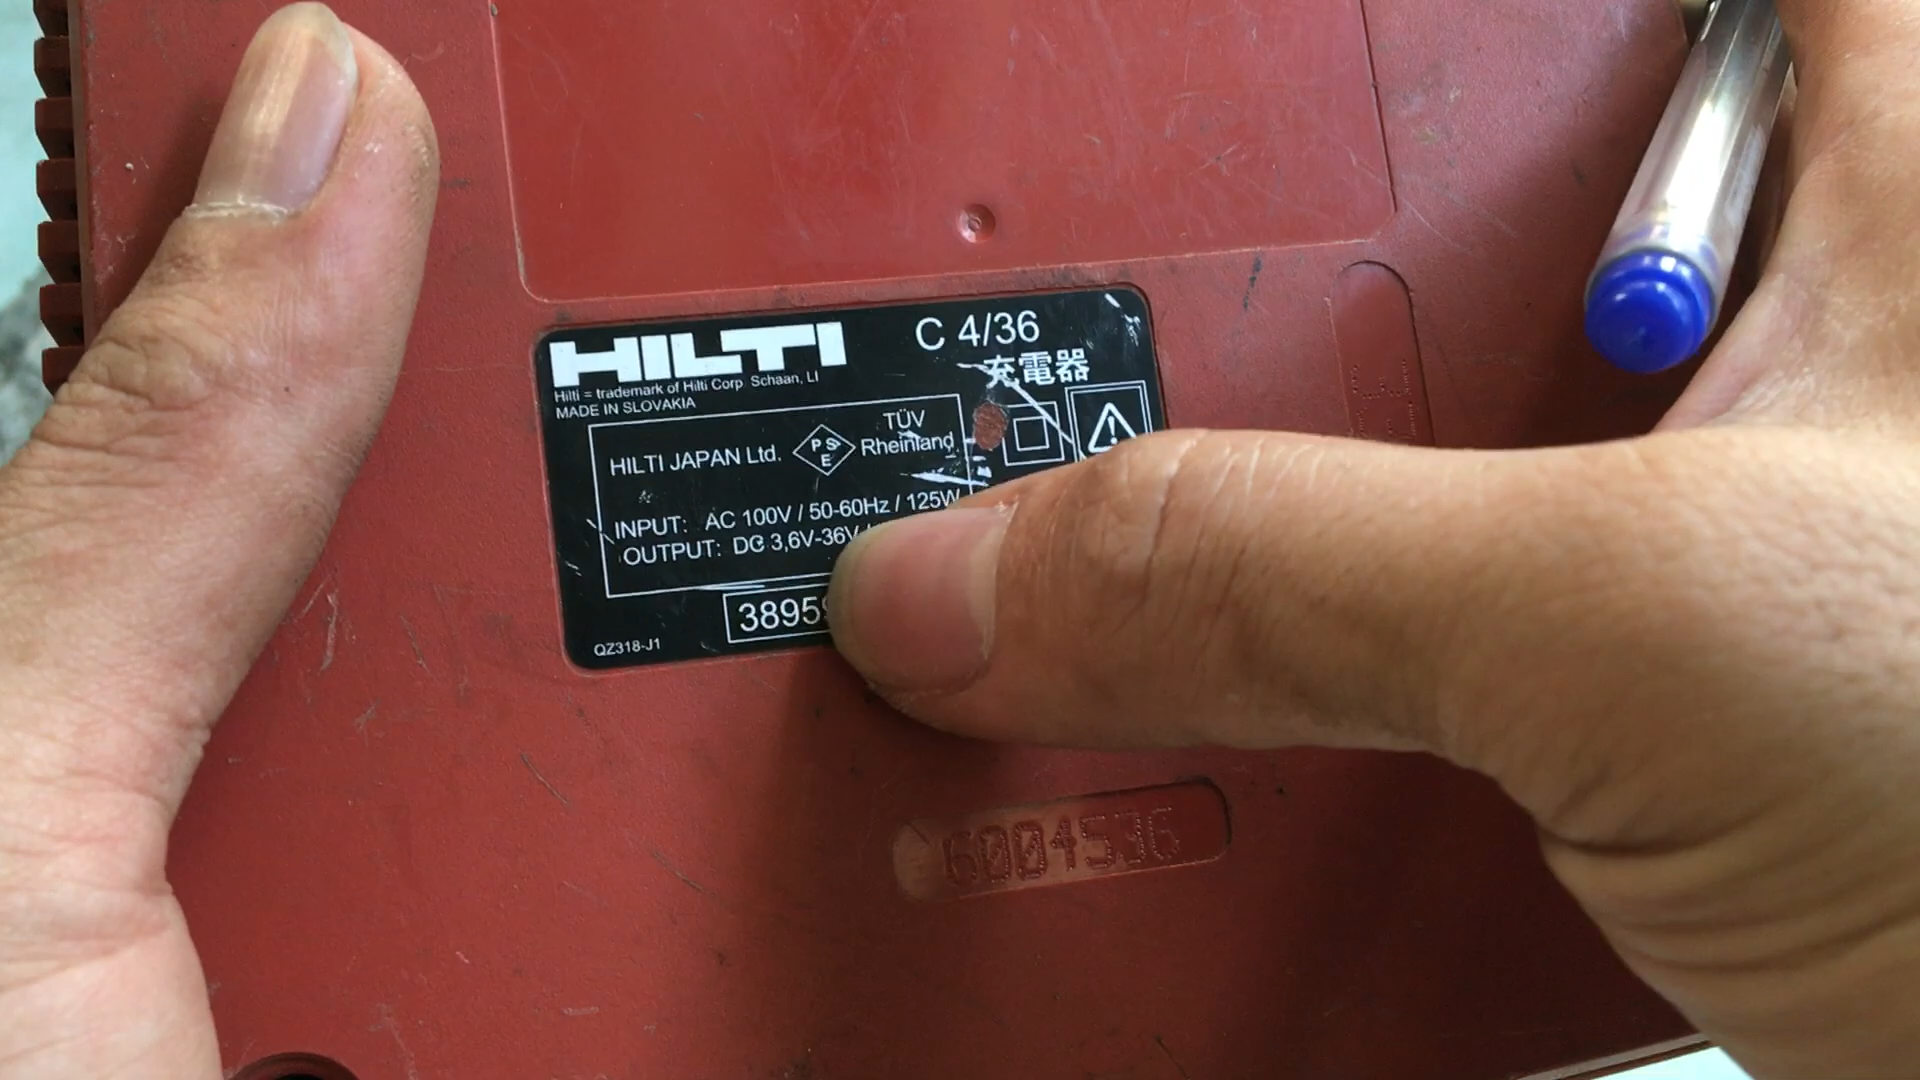 HILTI
C 4/36
充電器
Hilti = trademark of Hilti Corp Schaan, LI
MADE IN SLOVAKIA
HILTI JAPAN Ltd.
PS
E
TÜV
Rheinland
INPUT: AC 100V / 50-60Hz / 125W
OUTPUT: DC 3,6V-36V
QZ318-J1
6004536